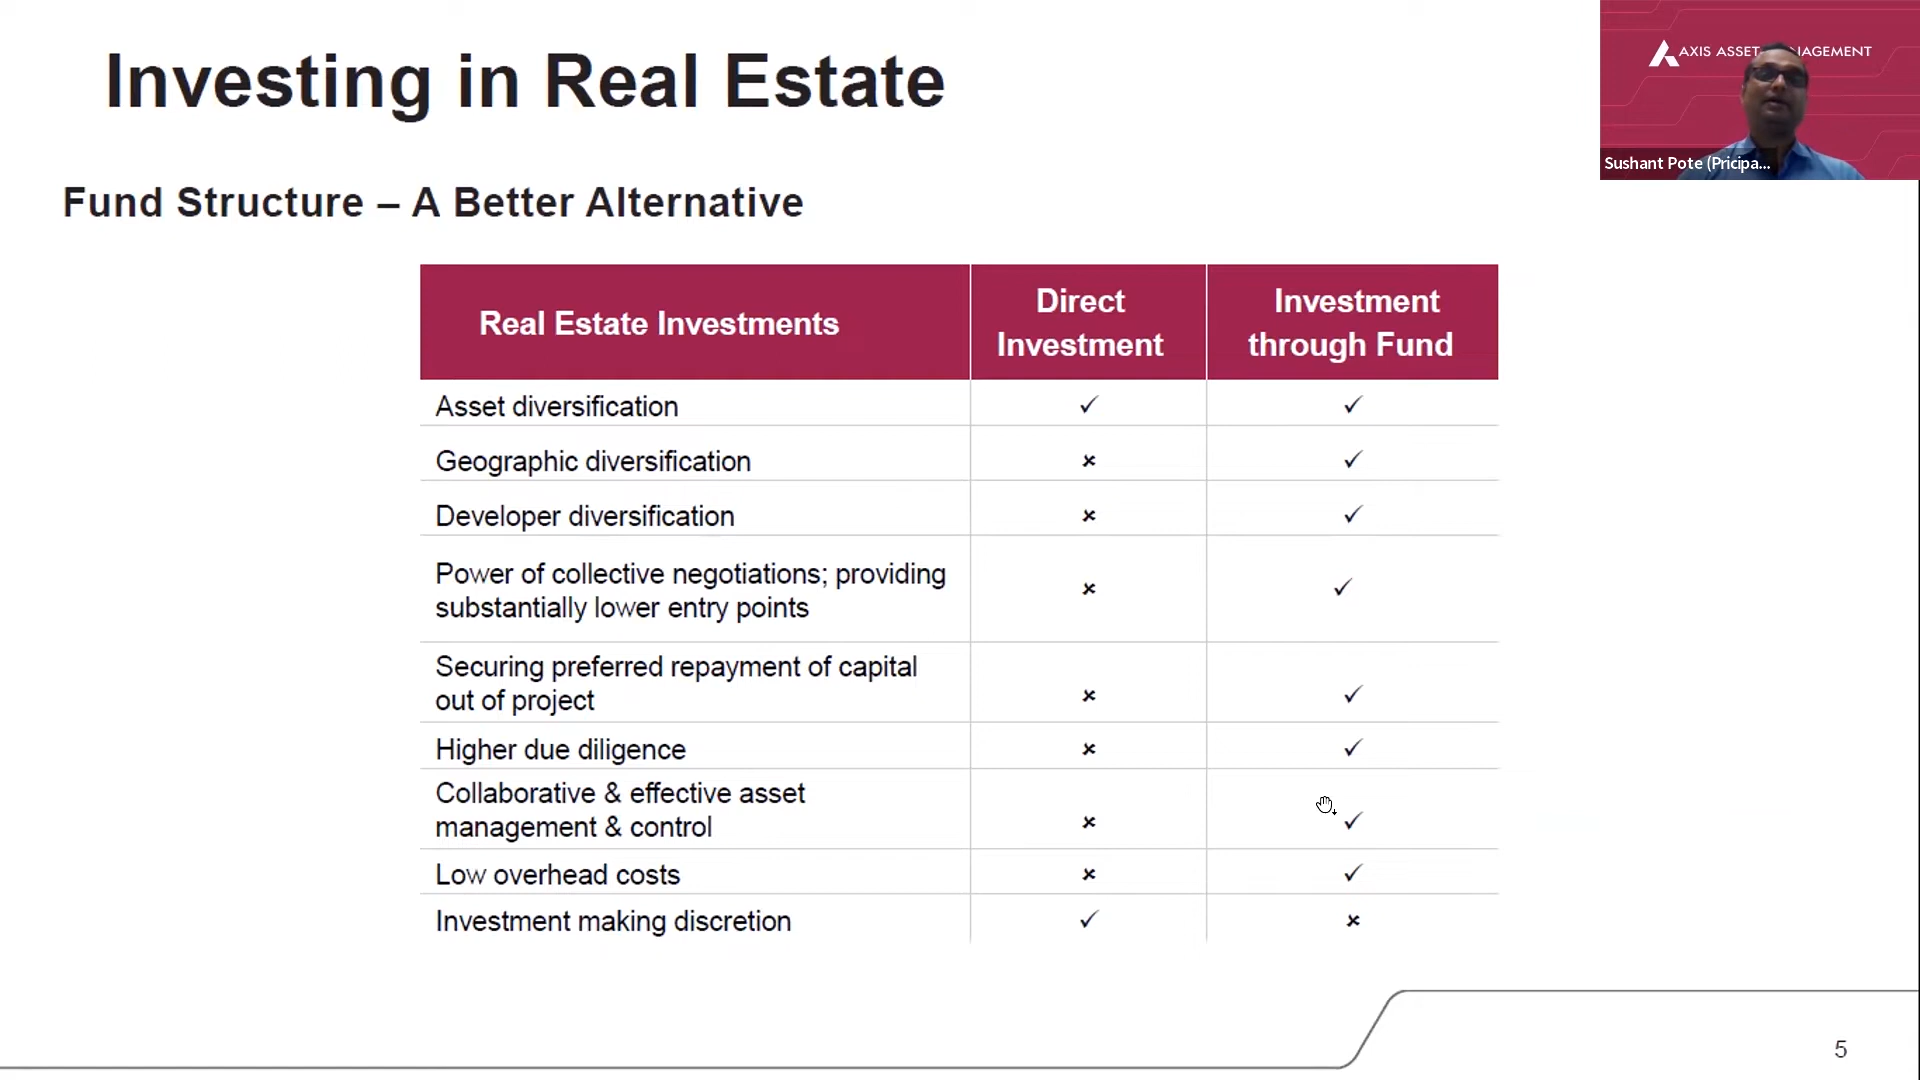 Investing in Real Estate
AXIS ASSET MANAGEMENT
Sushant Pote (Pricipa...
Fund Structure – A Better Alternative
Real Estate Investments
Direct
Investment
Investment
through Fund
Asset diversification ✓ ✓
Geographic diversification × ✓
Developer diversification × ✓
Power of collective negotiations; providing
substantially lower entry points × ✓
Securing preferred repayment of capital
out of project × ✓
Higher due diligence × ✓
Collaborative & effective asset
management & control × ✓
Low overhead costs × ✓
Investment making discretion ✓ ×
5